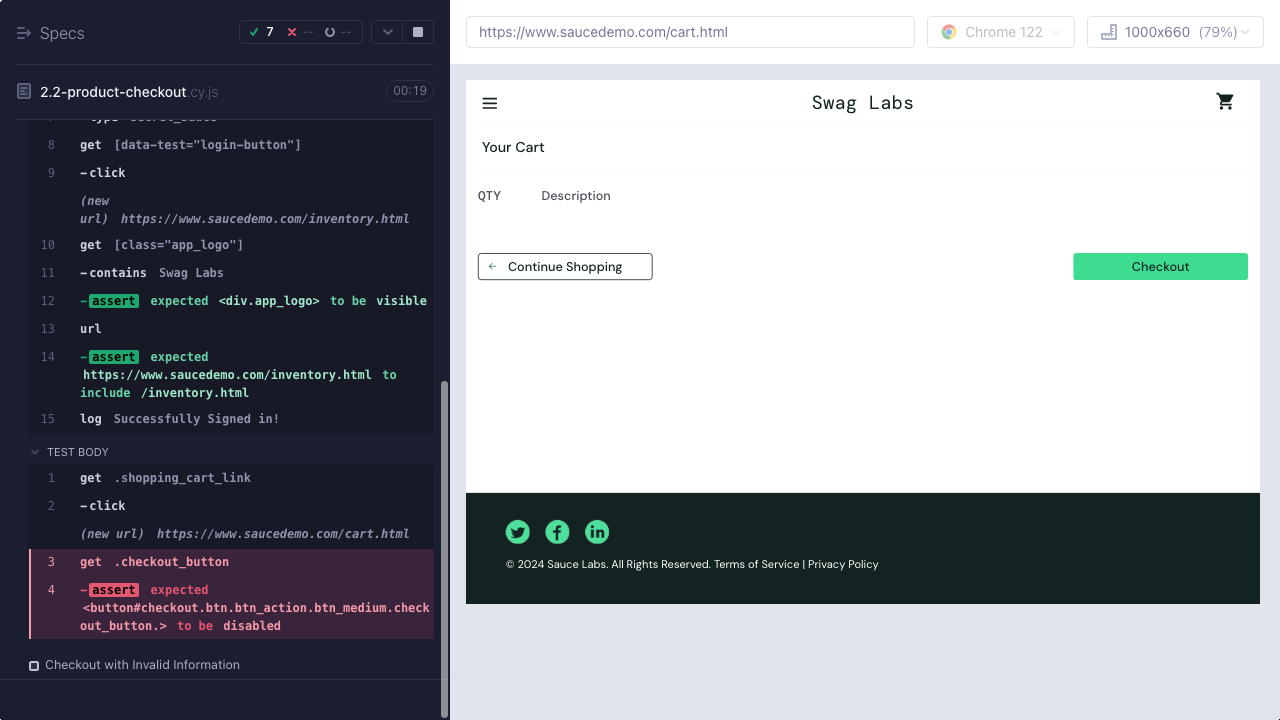 Specs
7 -- --
2.2-product-checkout.cy.js 00:19
8 get [data-test="login-button"]
9 -click
(new
url) https://www.saucedemo.com/inventory.html
10 get [class="app_logo"]
11 -contains Swag Labs
12 -assert expected <div.app_logo> to be visible
13 url
14 -assert expected
https://www.saucedemo.com/inventory.html to
include /inventory.html
15 log Successfully Signed in!
TEST BODY
1 get .shopping_cart_link
2 -click
(new url) https://www.saucedemo.com/cart.html
3 get .checkout_button
4 -assert expected
<button#checkout.btn.btn_action.btn_medium.check
out_button.> to be disabled
Checkout with Invalid Information
https://www.saucedemo.com/cart.html
Chrome 122
1000x660 (79%)
Swag Labs
Your Cart
QTY Description
← Continue Shopping
Checkout
© 2024 Sauce Labs. All Rights Reserved. Terms of Service | Privacy Policy